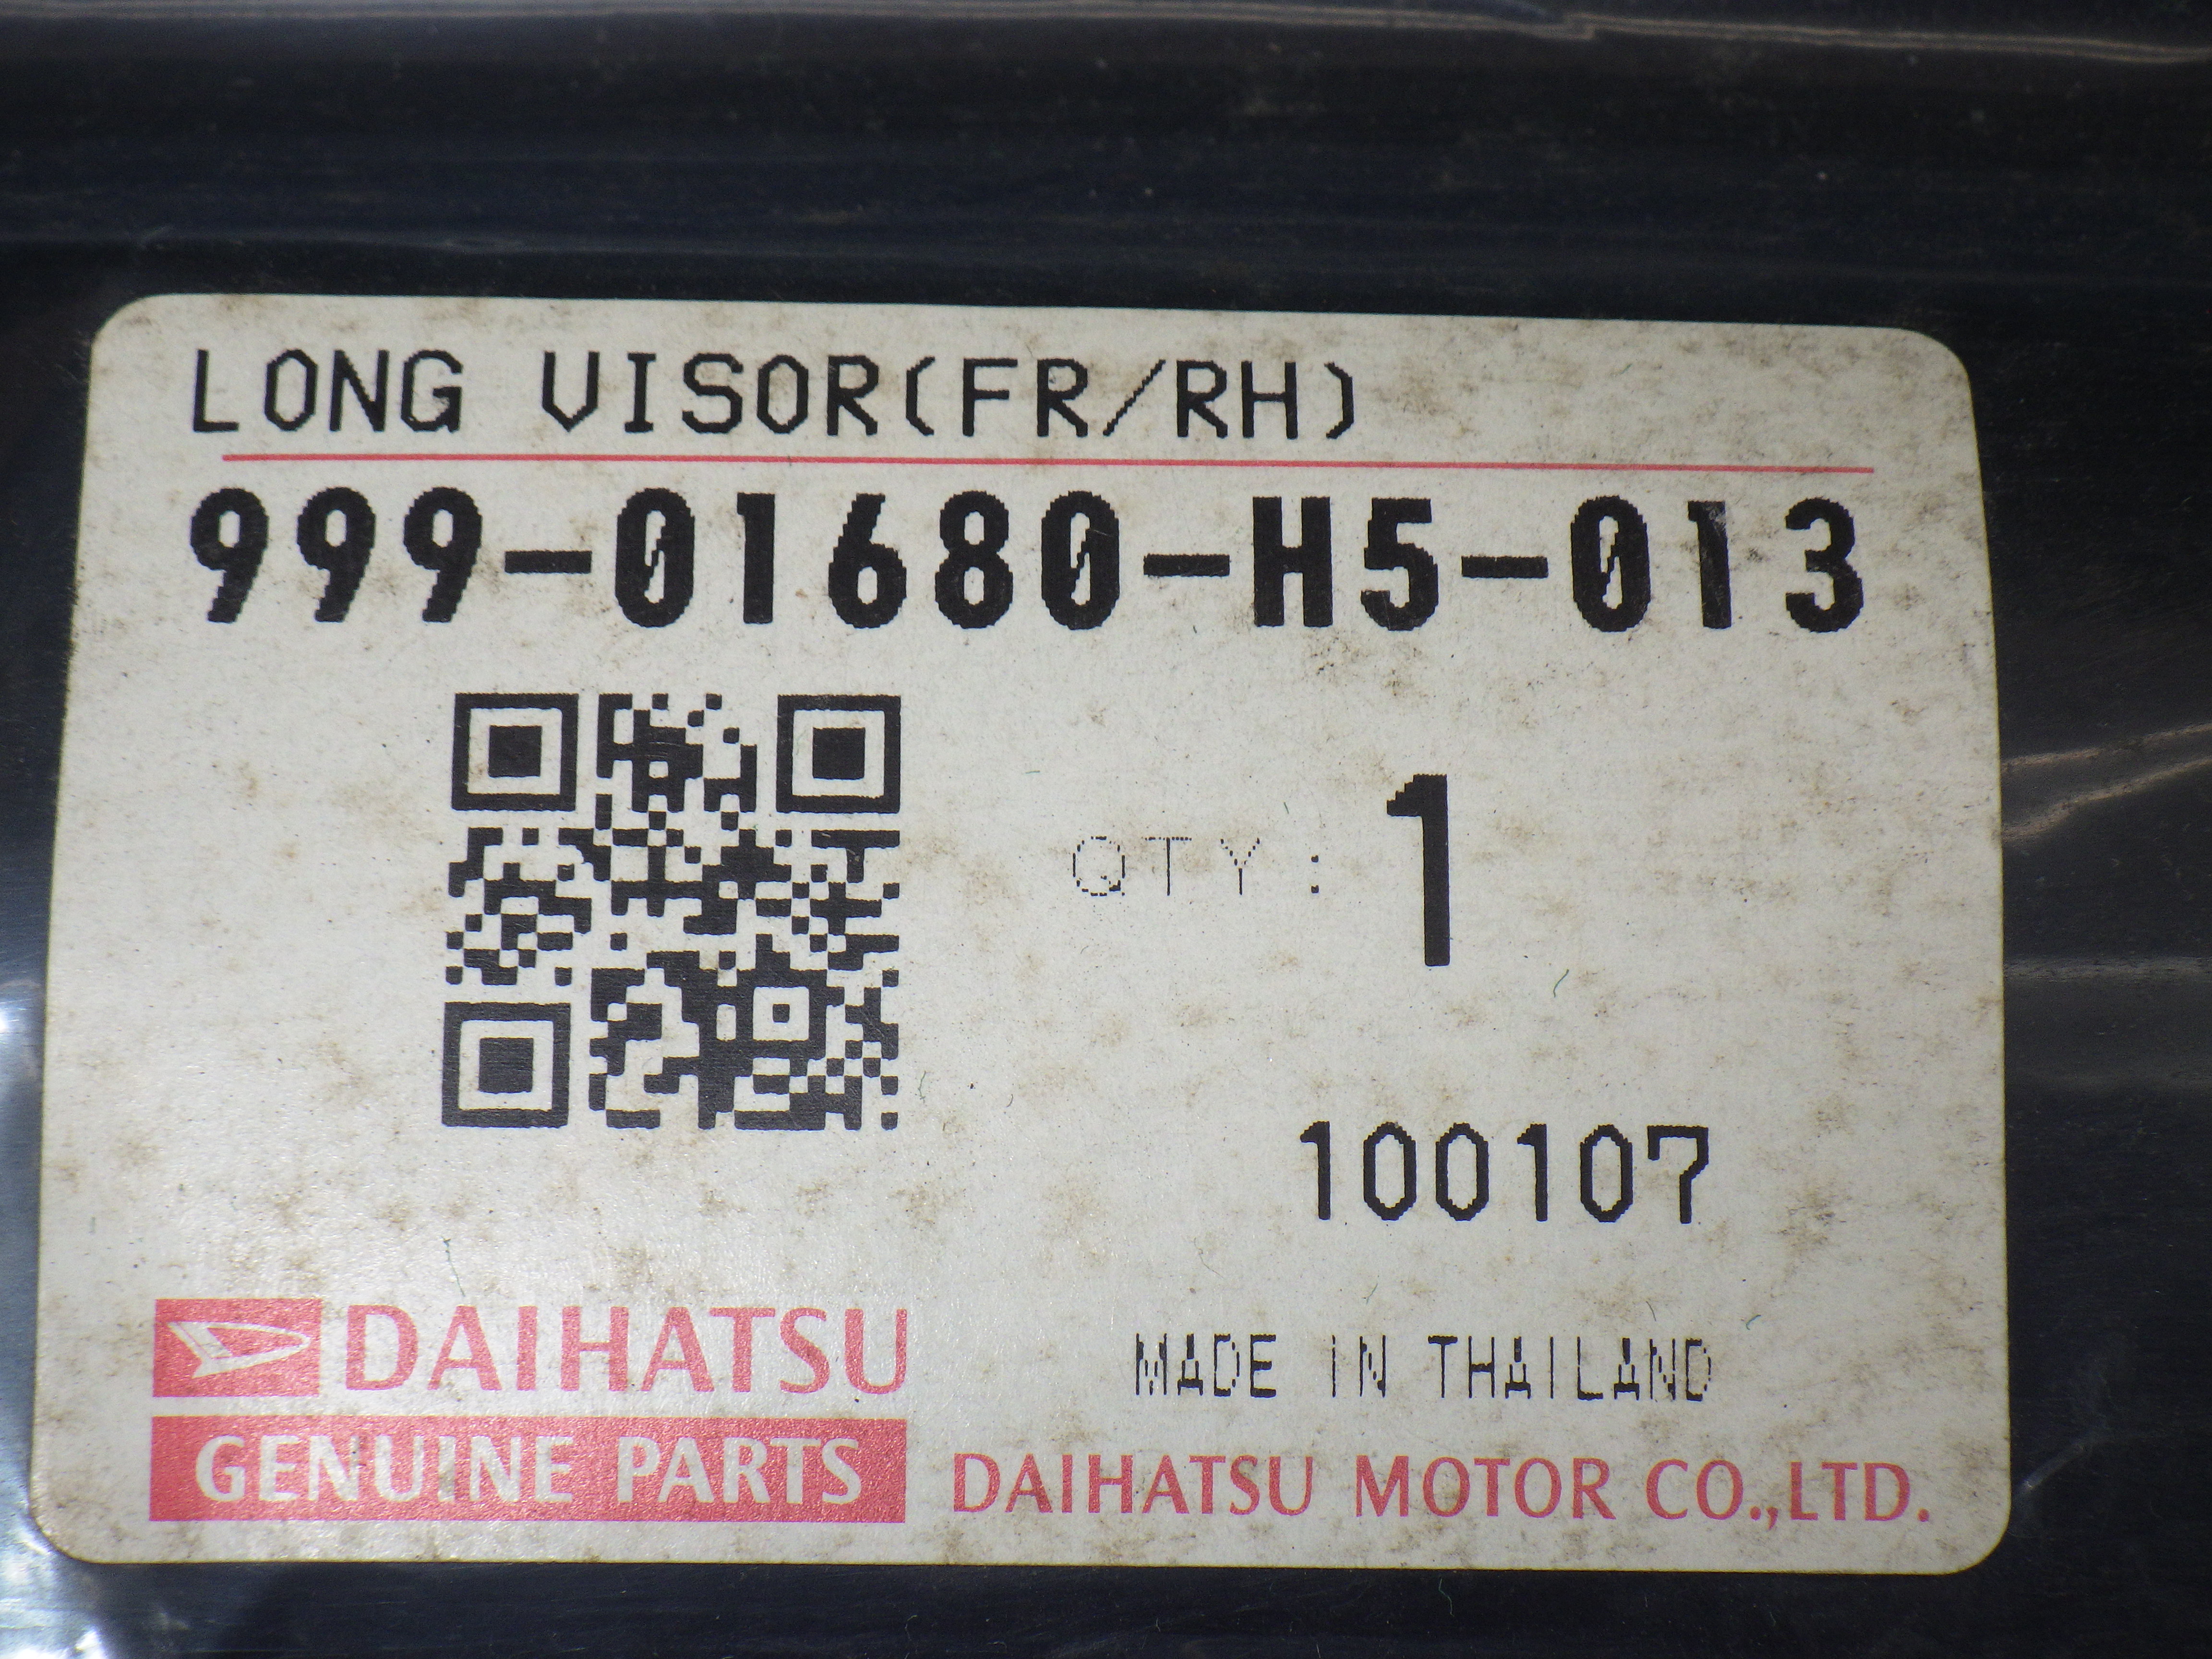 LONG VISOR(FR/RH)
999-01680-H5-013
QTY: 1
100107
DAIHATSU
MADE IN THAILAND
GENUINE PARTS
DAIHATSU MOTOR CO.,LTD.